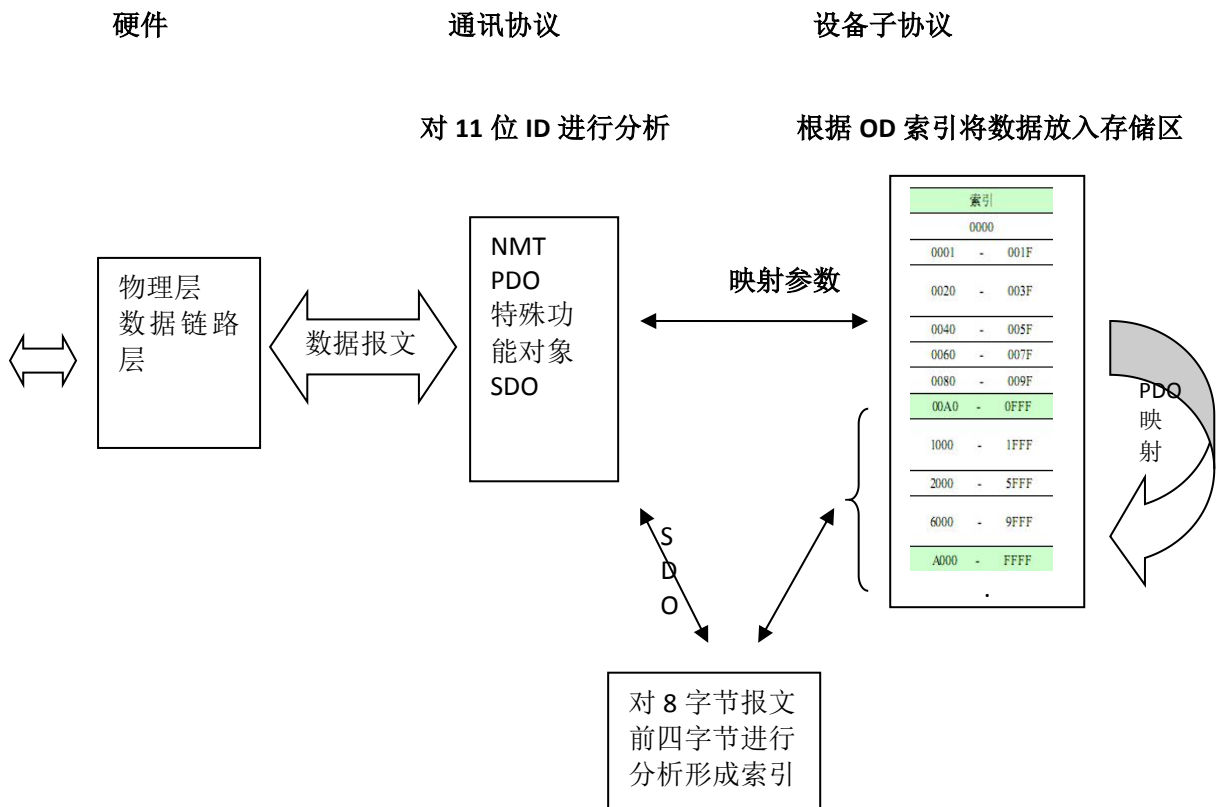 硬件
通讯协议
设备子协议
对 11 位 ID 进行分析
根据 OD 索引将数据放入存储区
物理层
数据链路
层
数据报文
NMT
PDO
特殊功
能对象
SDO
映射参数
索引
0000
0001 - 001F
0020 - 003F
0040 - 005F
0060 - 007F
0080 - 009F
00A0 - 0FFF
1000 - 1FFF
2000 - 5FFF
6000 - 9FFF
A000 - FFFF
.
PDO
映
射
S
D
O
对 8 字节报文
前四字节进行
分析形成索引